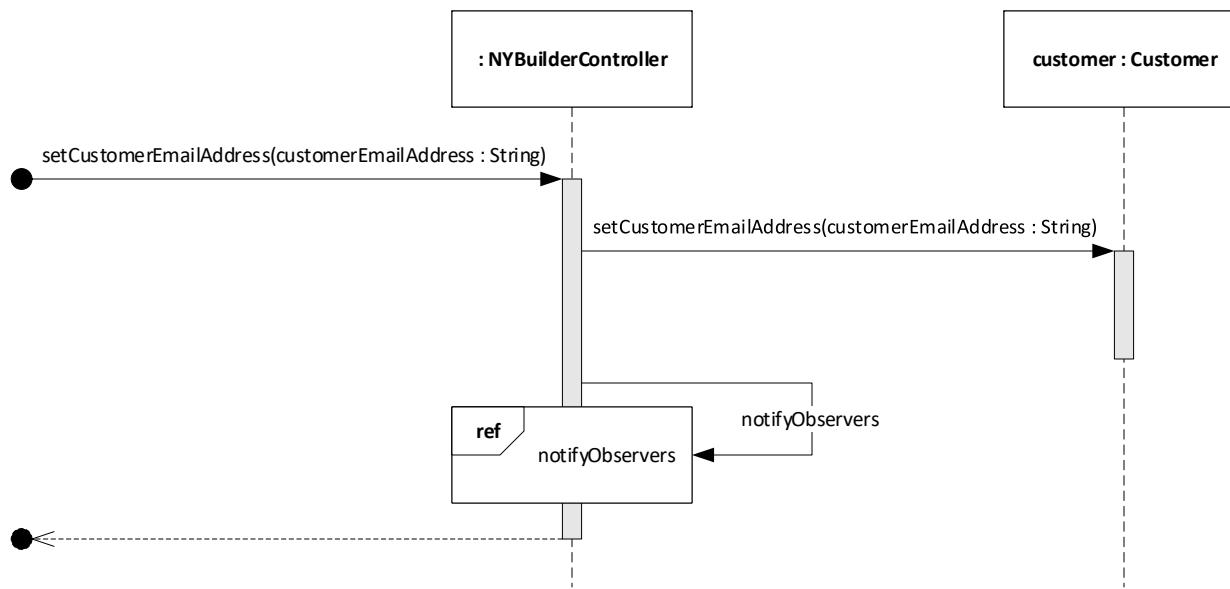 : NYBuilderController
customer : Customer
setCustomerEmailAddress(customerEmailAddress : String)
setCustomerEmailAddress(customerEmailAddress : String)
notifyObservers
ref
notifyObservers